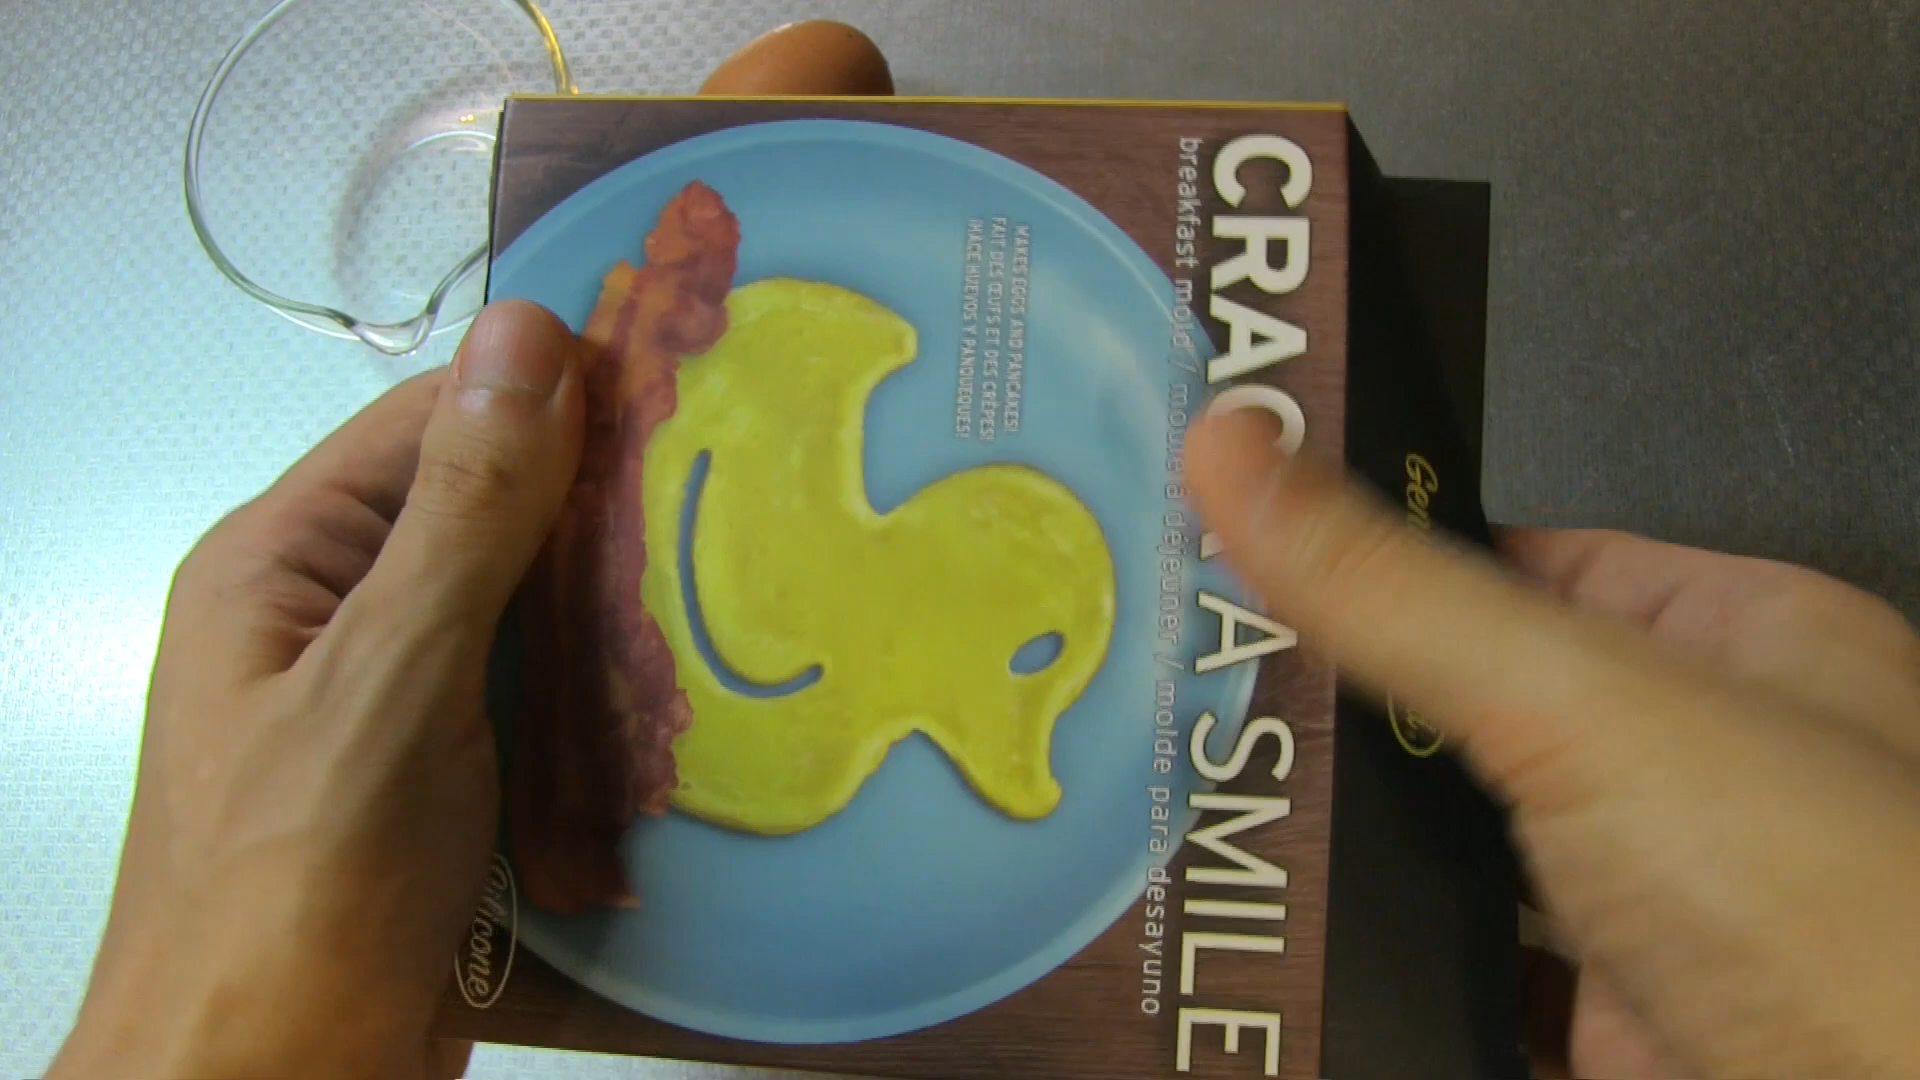 CRACK A SMILE
breakfast mold / moule à déjeuner / molde para desayuno
MAKES EGGS AND PANCAKES!
FAIT DES ŒUFS ET DES CRÊPES!
¡HACE HUEVOS Y PANQUEQUES!